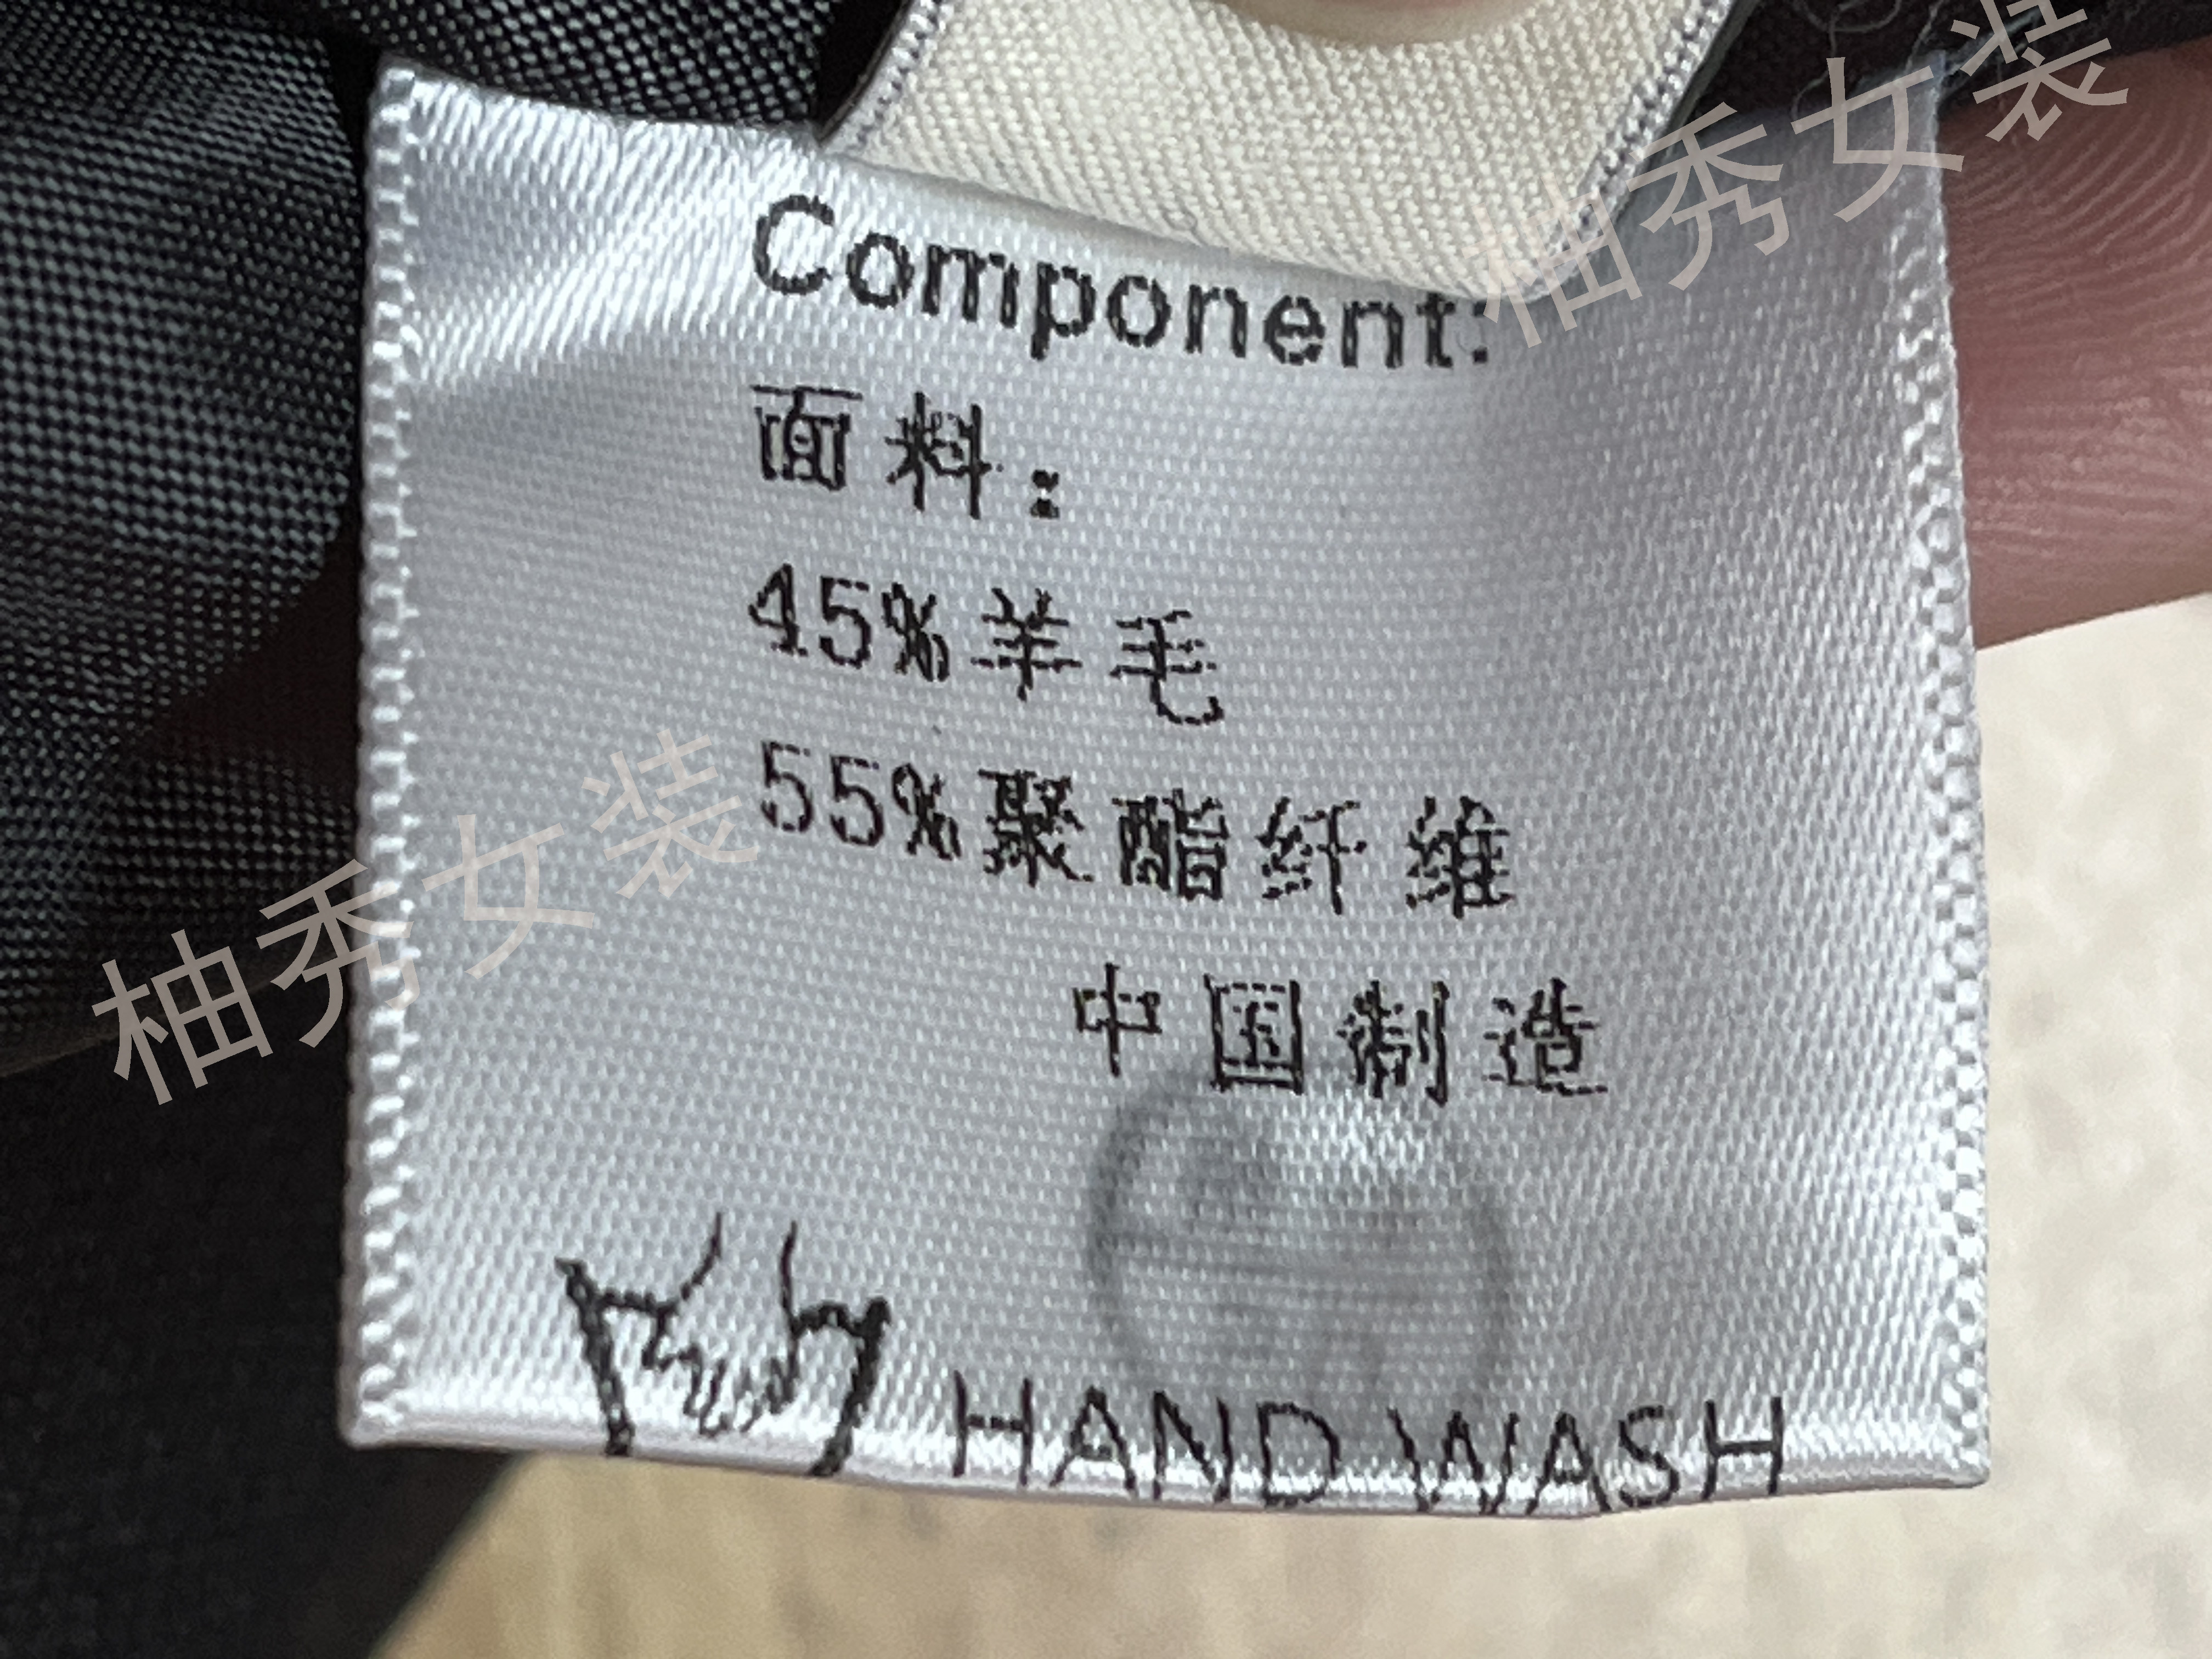 柚秀女装
Component:
面料：
45%羊毛
55%聚酯纤维
柚秀女装
中国制造
HAND WASH